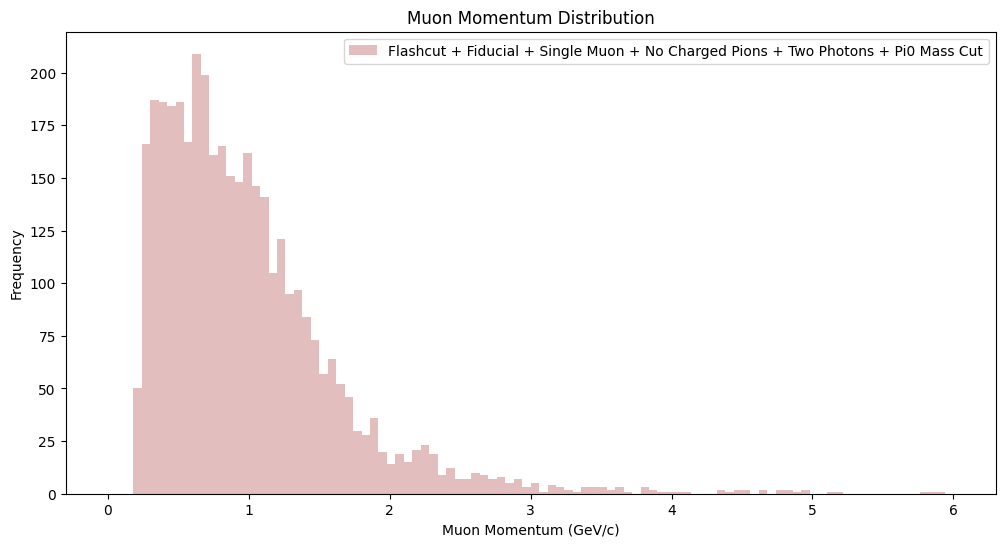 Muon Momentum Distribution
Flashcut + Fiducial + Single Muon + No Charged Pions + Two Photons + Pi0 Mass Cut
Frequency
200
175
150
125
100
75
50
25
0
0 1 2 3 4 5 6
Muon Momentum (GeV/c)